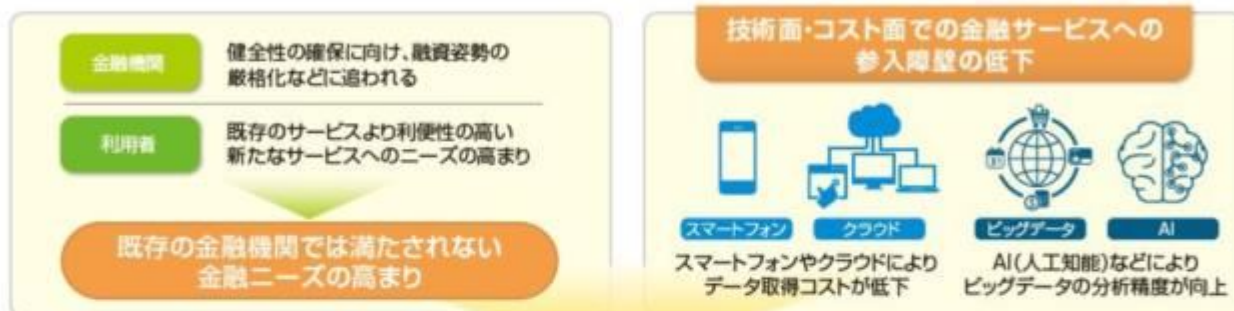 金融機関
健全性の確保に向け、融資姿勢の
厳格化などに追われる
利用者
既存のサービスより利便性の高い
新たなサービスへのニーズの高まり
既存の金融機関では満たされない
金融ニーズの高まり
技術面・コスト面での金融サービスへの
参入障壁の低下
スマートフォン
クラウド
ビッグデータ
AI
スマートフォンやクラウドにより
データ取得コストが低下
AI(人工知能)などにより
ビッグデータの分析精度が向上